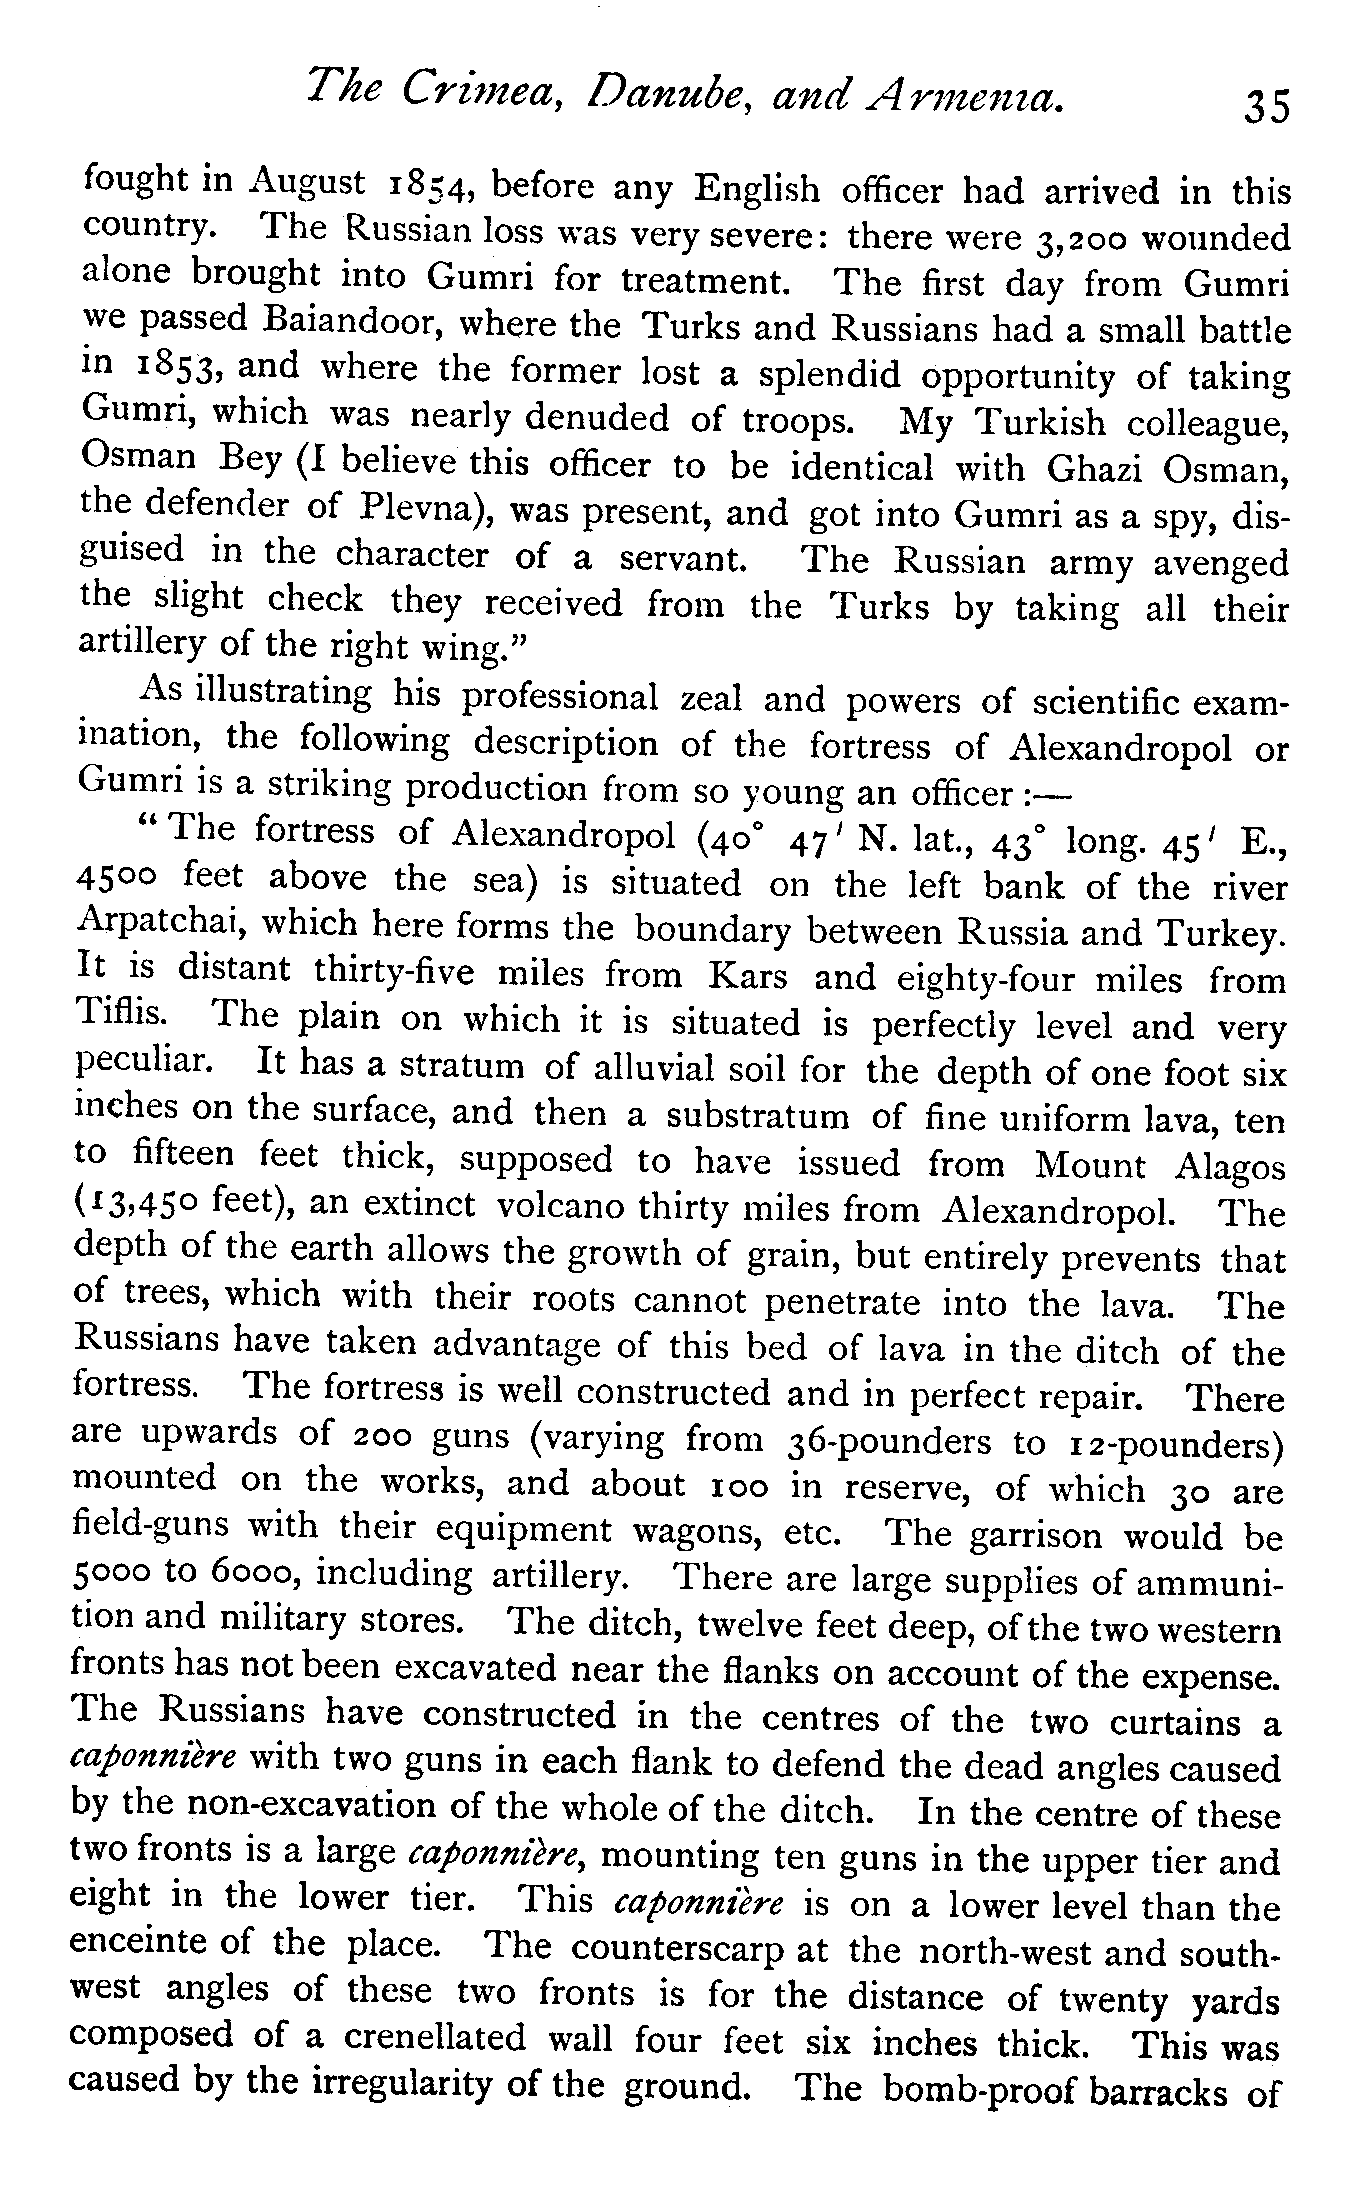 The Crimea, Danube, and Armenia. 35
fought in August 1854, before any English officer had arrived in this
country. The Russian loss was very severe: there were 3,200 wounded
alone brought into Gumri for treatment. The first day from Gumri
we passed Baiandoor, where the Turks and Russians had a small battle
in 1853, and where the former lost a splendid opportunity of taking
Gumri, which was nearly denuded of troops. My Turkish colleague,
Osman Bey (I believe this officer to be identical with Ghazi Osman,
the defender of Plevna), was present, and got into Gumri as a spy, dis-
guised in the character of a servant. The Russian army avenged
the slight check they received from the Turks by taking all their
artillery of the right wing.”
As illustrating his professional zeal and powers of scientific exam-
ination, the following description of the fortress of Alexandropol or
Gumri is a striking production from so young an officer :—
“ The fortress of Alexandropol (40° 47′ N. lat., 43° long. 45′ E.,
4500 feet above the sea) is situated on the left bank of the river
Arpatchai, which here forms the boundary between Russia and Turkey.
It is distant thirty-five miles from Kars and eighty-four miles from
Tiflis. The plain on which it is situated is perfectly level and very
peculiar. It has a stratum of alluvial soil for the depth of one foot six
inches on the surface, and then a substratum of fine uniform lava, ten
to fifteen feet thick, supposed to have issued from Mount Alagos
(13,450 feet), an extinct volcano thirty miles from Alexandropol. The
depth of the earth allows the growth of grain, but entirely prevents that
of trees, which with their roots cannot penetrate into the lava. The
Russians have taken advantage of this bed of lava in the ditch of the
fortress. The fortress is well constructed and in perfect repair. There
are upwards of 200 guns (varying from 36-pounders to 12-pounders)
mounted on the works, and about 100 in reserve, of which 30 are
field-guns with their equipment wagons, etc. The garrison would be
5000 to 6000, including artillery. There are large supplies of ammuni-
tion and military stores. The ditch, twelve feet deep, of the two western
fronts has not been excavated near the flanks on account of the expense.
The Russians have constructed in the centres of the two curtains a
caponnière with two guns in each flank to defend the dead angles caused
by the non-excavation of the whole of the ditch. In the centre of these
two fronts is a large caponnière, mounting ten guns in the upper tier and
eight in the lower tier. This caponnière is on a lower level than the
enceinte of the place. The counterscarp at the north-west and south-
west angles of these two fronts is for the distance of twenty yards
composed of a crenellated wall four feet six inches thick. This was
caused by the irregularity of the ground. The bomb-proof barracks of